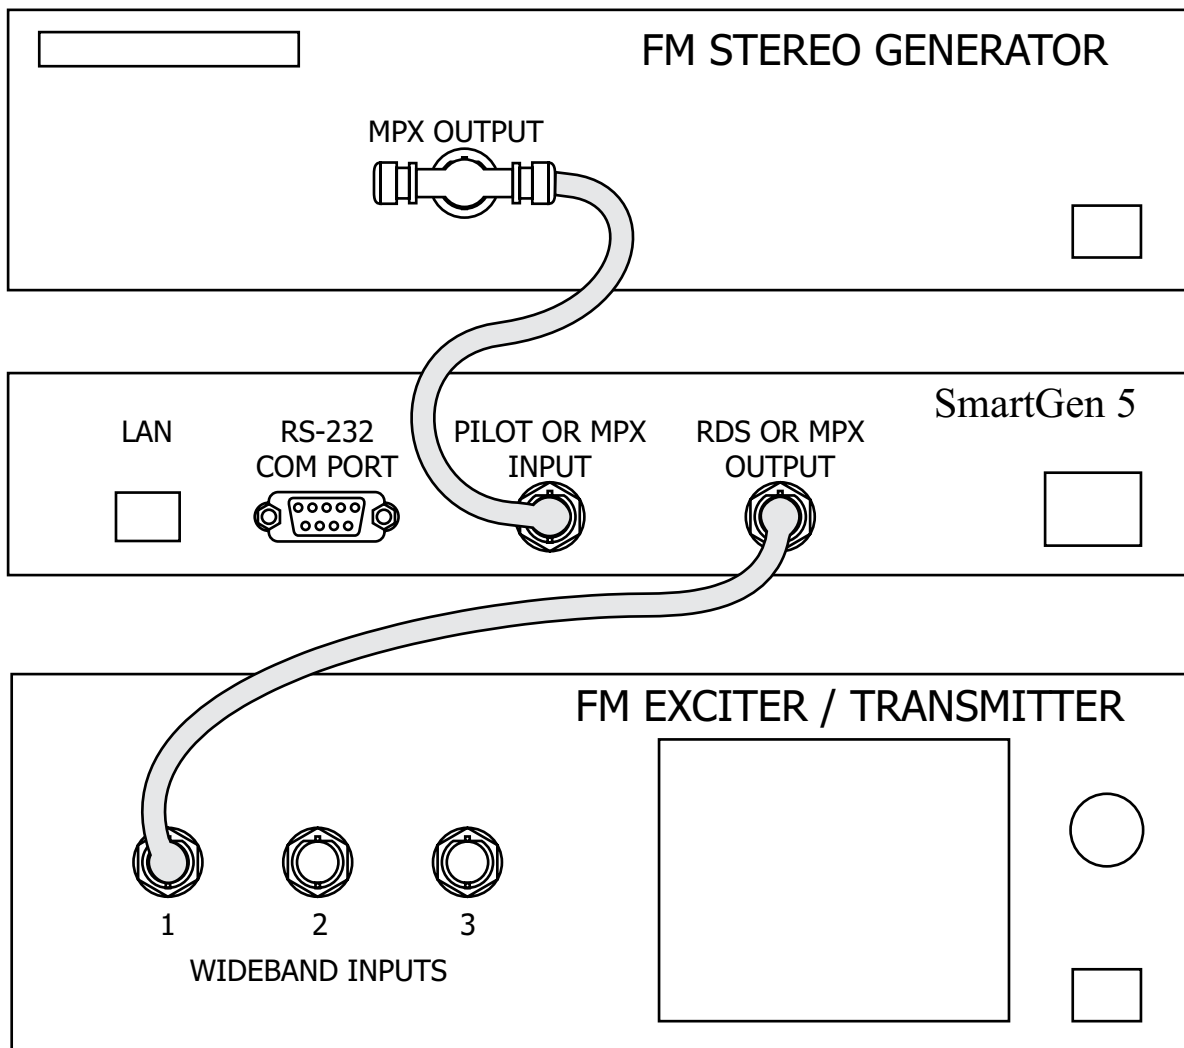 FM STEREO GENERATOR
MPX OUTPUT
SmartGen 5
LAN
RS-232
COM PORT
PILOT OR MPX
INPUT
RDS OR MPX
OUTPUT
FM EXCITER / TRANSMITTER
1
2
3
WIDEBAND INPUTS